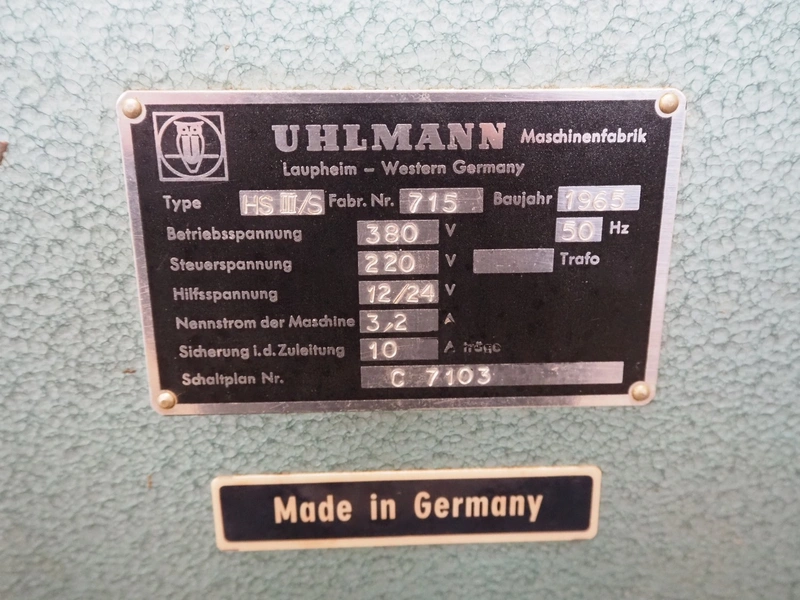 UHLMANN Maschinenfabrik
Laupheim – Western Germany
Type HS III/S Fabr. Nr. 715 Baujahr 1965
Betriebsspannung 380 V 50 Hz
Steuerspannung 220 V Trafo
Hilfsspannung 12/24 V
Nennstrom der Maschine 3,2 A
Sicherung i.d. Zuleitung 10 A träge
Schaltplan Nr. C 7103
Made in Germany